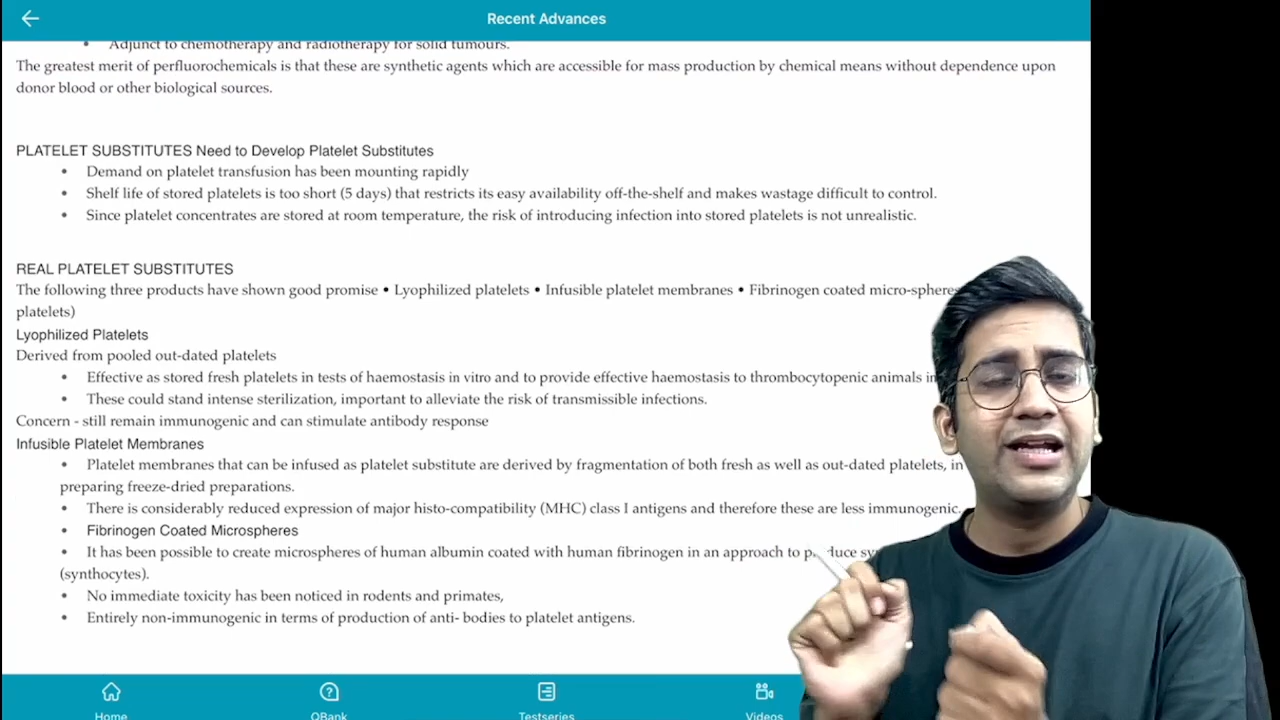 Recent Advances
• Adjunct to chemotherapy and radiotherapy for solid tumours.
The greatest merit of perfluorochemicals is that these are synthetic agents which are accessible for mass production by chemical means without dependence upon
donor blood or other biological sources.
PLATELET SUBSTITUTES Need to Develop Platelet Substitutes
• Demand on platelet transfusion has been mounting rapidly
• Shelf life of stored platelets is too short (5 days) that restricts its easy availability off-the-shelf and makes wastage difficult to control.
• Since platelet concentrates are stored at room temperature, the risk of introducing infection into stored platelets is not unrealistic.
REAL PLATELET SUBSTITUTES
The following three products have shown good promise • Lyophilized platelets • Infusible platelet membranes • Fibrinogen coated micro-spheres
platelets)
Lyophilized Platelets
Derived from pooled out-dated platelets
• Effective as stored fresh platelets in tests of haemostasis in vitro and to provide effective haemostasis to thrombocytopenic animals in
• These could stand intense sterilization, important to alleviate the risk of transmissible infections.
Concern - still remain immunogenic and can stimulate antibody response
Infusible Platelet Membranes
• Platelet membranes that can be infused as platelet substitute are derived by fragmentation of both fresh as well as out-dated platelets, in
preparing freeze-dried preparations.
• There is considerably reduced expression of major histo-compatibility (MHC) class I antigens and therefore these are less immunogenic.
• Fibrinogen Coated Microspheres
• It has been possible to create microspheres of human albumin coated with human fibrinogen in an approach to
(synthocytes).
• No immediate toxicity has been noticed in rodents and primates,
• Entirely non-immunogenic in terms of production of anti- bodies to platelet antigens.
Home QBank Testseries Videos